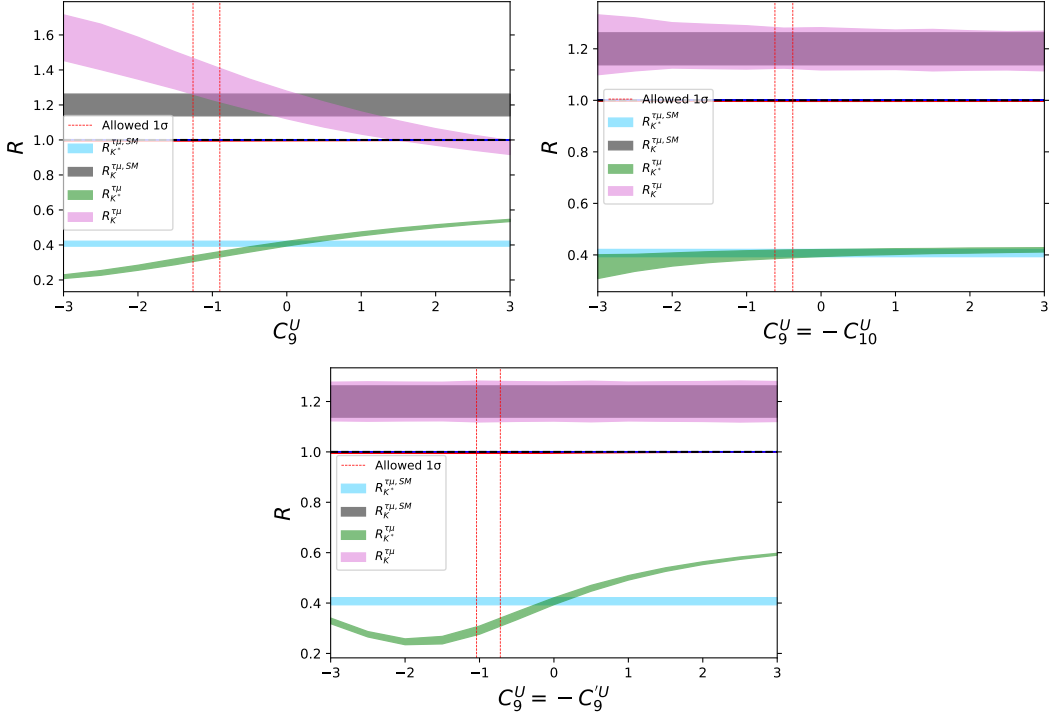 1.6
1.4
1.2
1.0
0.8
0.6
0.4
0.2
R
Allowed 1σ
R_{K*}^{τμ,SM}
R_K^{τμ,SM}
R_{K*}^{τμ}
R_K^{τμ}
−3 −2 −1 0 1 2 3
C_9^U
1.2
1.0
0.8
0.6
0.4
R
Allowed 1σ
R_{K*}^{τμ,SM}
R_K^{τμ,SM}
R_{K*}^{τμ}
R_K^{τμ}
−3 −2 −1 0 1 2 3
C_9^U = − C_{10}^U
1.2
1.0
0.8
0.6
0.4
0.2
R
Allowed 1σ
R_{K*}^{τμ,SM}
R_K^{τμ,SM}
R_{K*}^{τμ}
R_K^{τμ}
−3 −2 −1 0 1 2 3
C_9^U = − C_9^{′U}